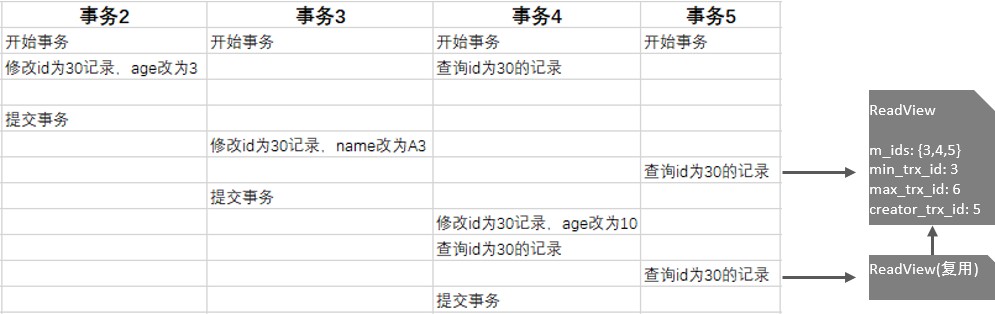 事务2 事务3 事务4 事务5
开始事务 开始事务 开始事务 开始事务
修改id为30记录，age改为3 查询id为30的记录
提交事务
修改id为30记录，name改为A3
查询id为30的记录
提交事务
修改id为30记录，age改为10
查询id为30的记录
查询id为30的记录
提交事务
ReadView
m_ids: {3,4,5}
min_trx_id: 3
max_trx_id: 6
creator_trx_id: 5
ReadView(复用)